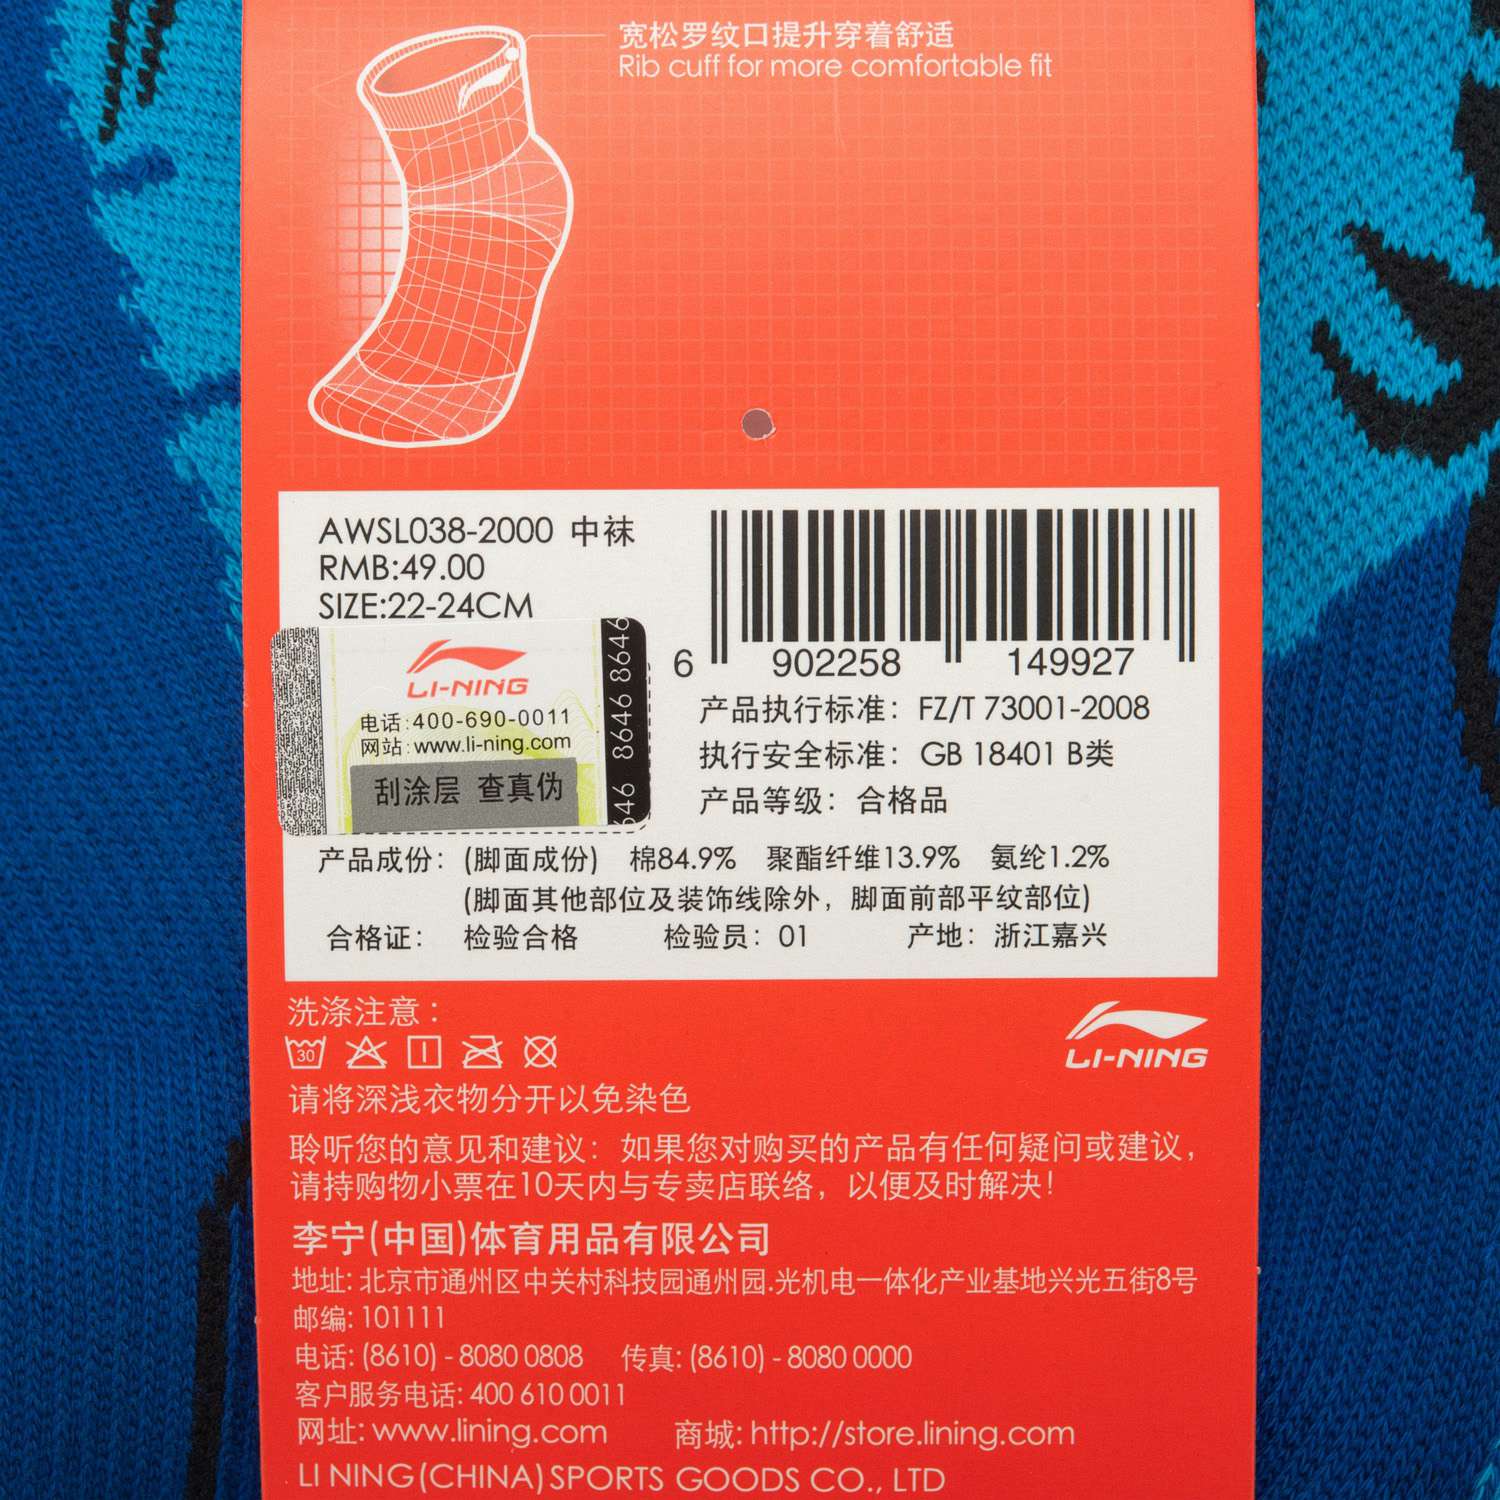 宽松罗纹口提升穿着舒适
Rib cuff for more comfortable fit
AWSL038-2000 中袜
RMB:49.00
SIZE:22-24CM
LI-NING
电话:400-690-0011
网站:www.li-ning.com
刮涂层 查真伪
646 8646 8646
6 902258 149927
产品执行标准：FZ/T 73001-2008
执行安全标准：GB 18401 B类
产品等级：合格品
产品成份：(脚面成份) 棉84.9% 聚酯纤维13.9% 氨纶1.2%
(脚面其他部位及装饰线除外，脚面前部平纹部位)
合格证： 检验合格 检验员：01 产地：浙江嘉兴
洗涤注意：
30
LI-NING
请将深浅衣物分开以免染色
聆听您的意见和建议：如果您对购买的产品有任何疑问或建议，
请持购物小票在10天内与专卖店联络，以便及时解决!
李宁(中国)体育用品有限公司
地址:北京市通州区中关村科技园通州园.光机电一体化产业基地兴光五街8号
邮编:101111
电话: (8610) - 8080 0808 传真: (8610) - 8080 0000
客户服务电话: 400 610 0011
网址: www.lining.com 商城: http://store.lining.com
LI NING(CHINA)SPORTS GOODS CO., LTD